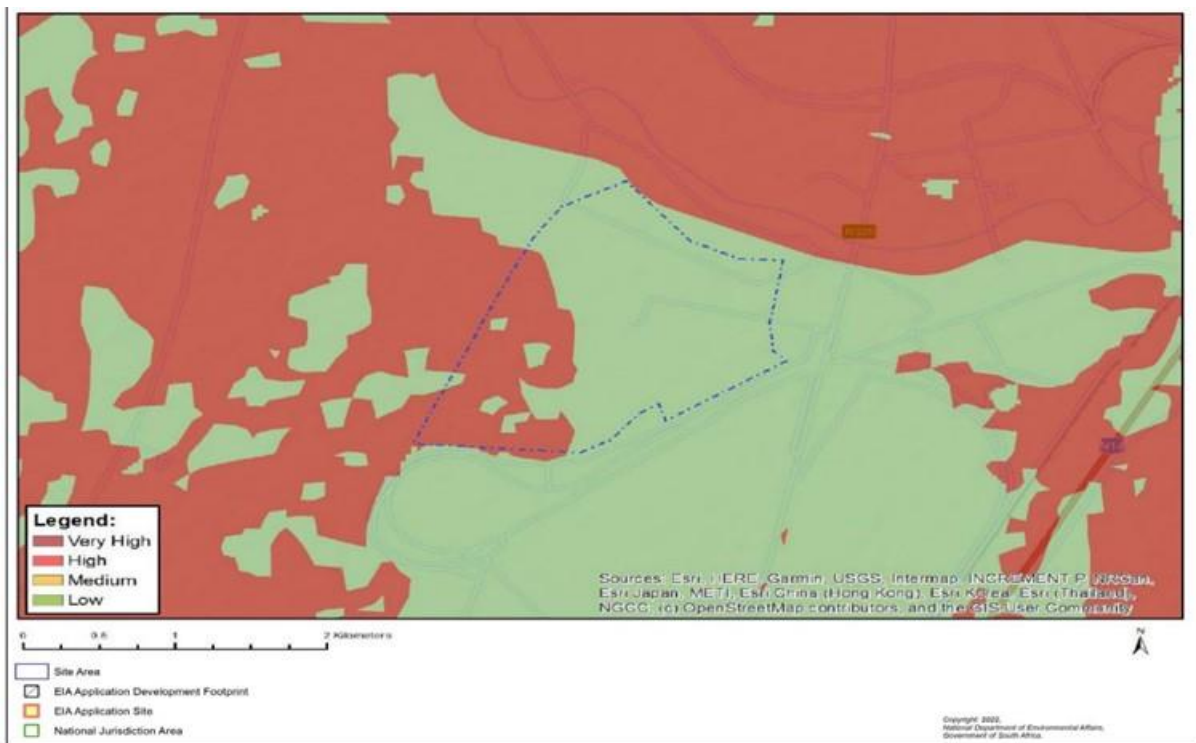 Legend:
Very High
High
Medium
Low
Sources: Esri, HERE, Garmin, USGS, Intermap, INCREMENT P, NRCan,
Esri Japan, METI, Esri China (Hong Kong), Esri Korea, Esri (Thailand),
NGCC, (c) OpenStreetMap contributors, and the GIS User Community
0 0.5 1 2 Kilometers
N
Site Area
EIA Application Development Footprint
EIA Application Site
National Jurisdiction Area
Copyright 2022,
National Department of Environmental Affairs,
Government of South Africa.